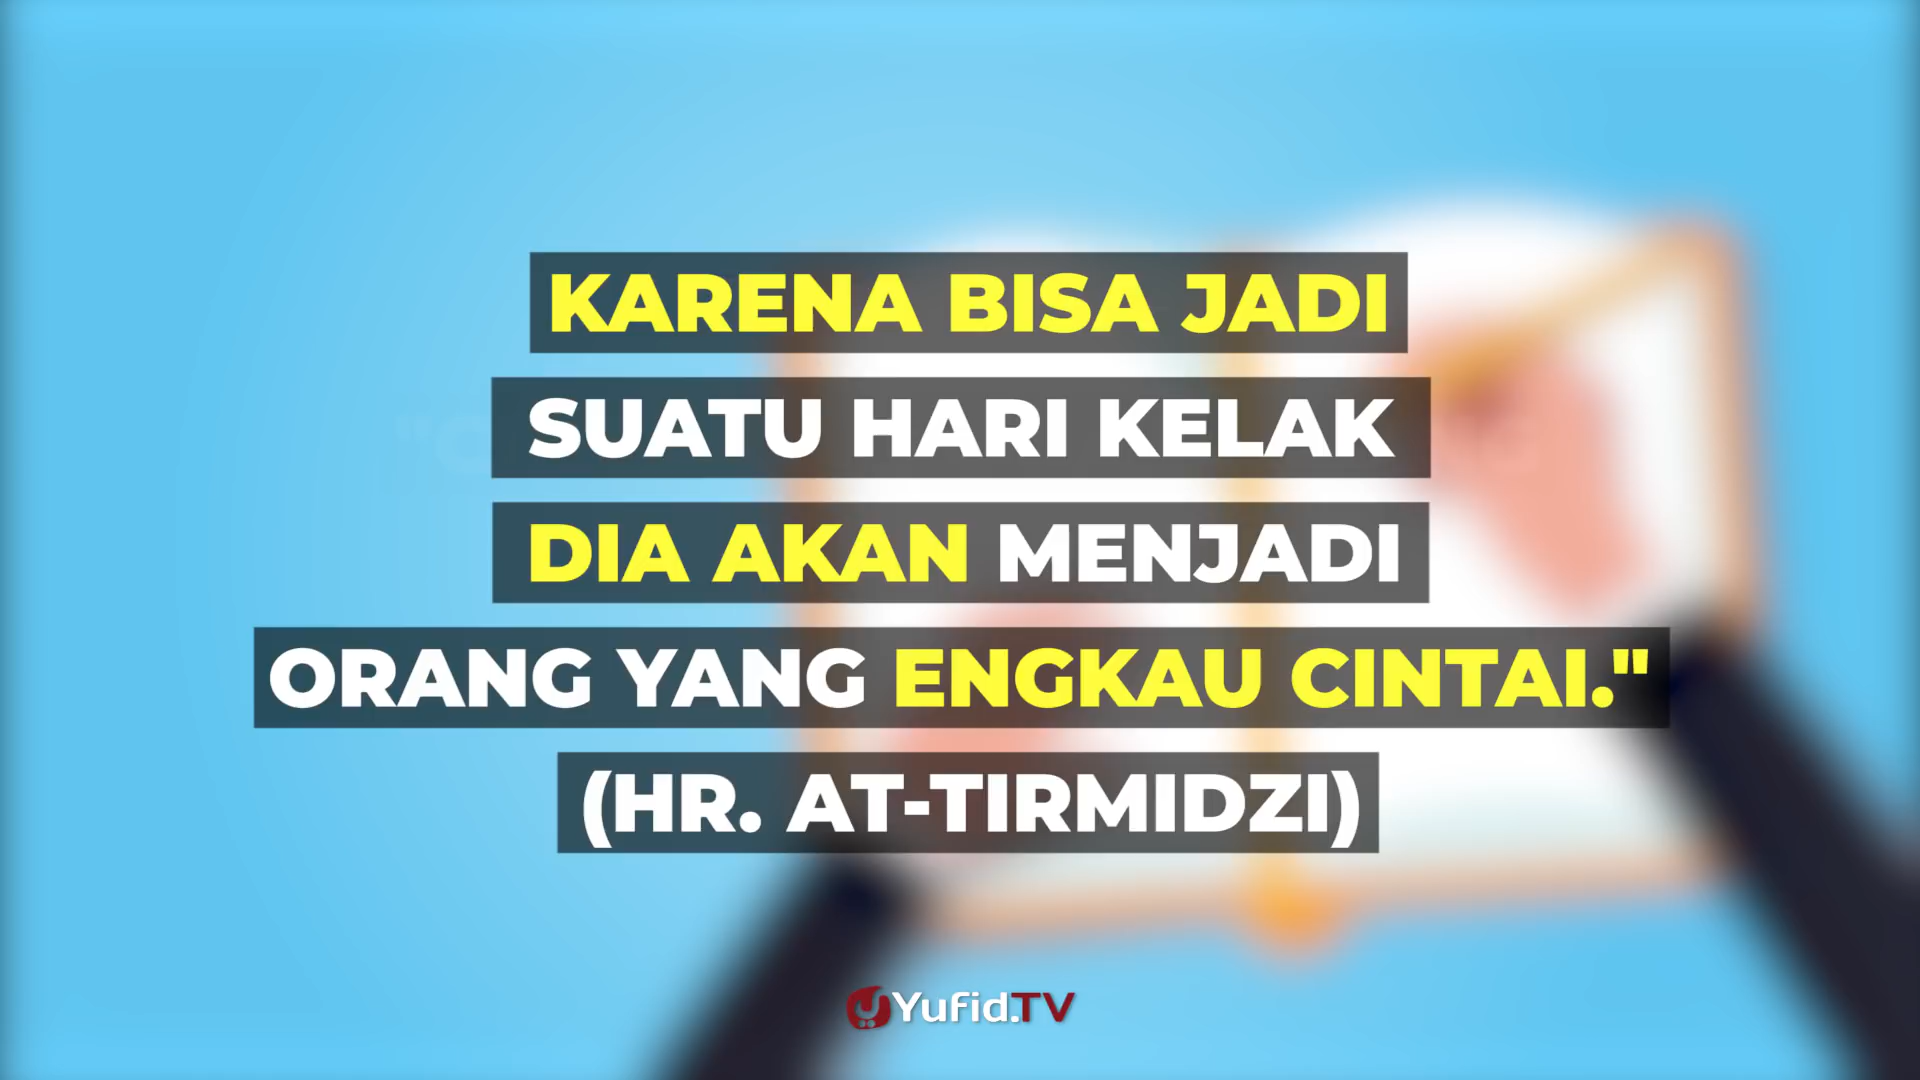 KARENA BISA JADI
SUATU HARI KELAK
DIA AKAN MENJADI
ORANG YANG ENGKAU CINTAI."
(HR. AT-TIRMIDZI)
Yufid.TV